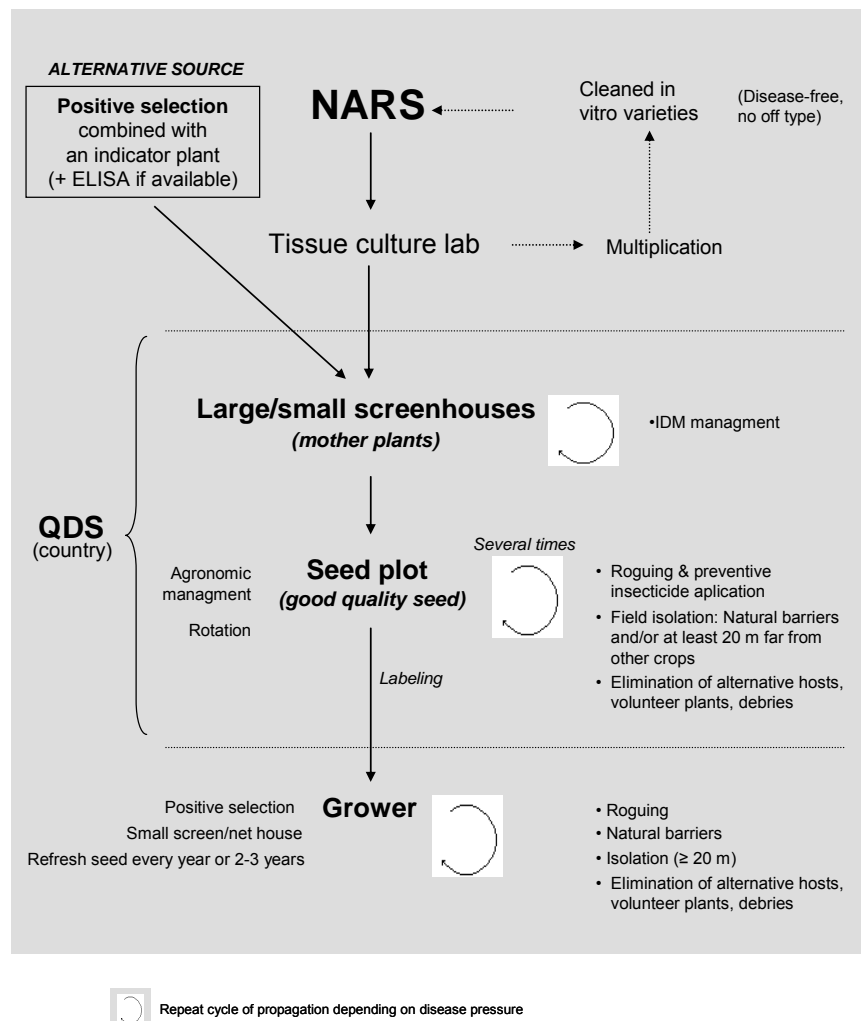 ALTERNATIVE SOURCE
Positive selection
combined with
an indicator plant
(+ ELISA if available)
NARS
Cleaned in
vitro varieties
(Disease-free,
no off type)
Tissue culture lab
Multiplication
Large/small screenhouses
(mother plants)
•IDM managment
QDS
(country)
Several times
Agronomic
managment
Rotation
Seed plot
(good quality seed)
• Roguing & preventive
insecticide aplication
• Field isolation: Natural barriers
and/or at least 20 m far from
other crops
• Elimination of alternative hosts,
volunteer plants, debries
Labeling
Positive selection
Small screen/net house
Refresh seed every year or 2-3 years
Grower
• Roguing
• Natural barriers
• Isolation (≥ 20 m)
• Elimination of alternative hosts,
volunteer plants, debries
Repeat cycle of propagation depending on disease pressure